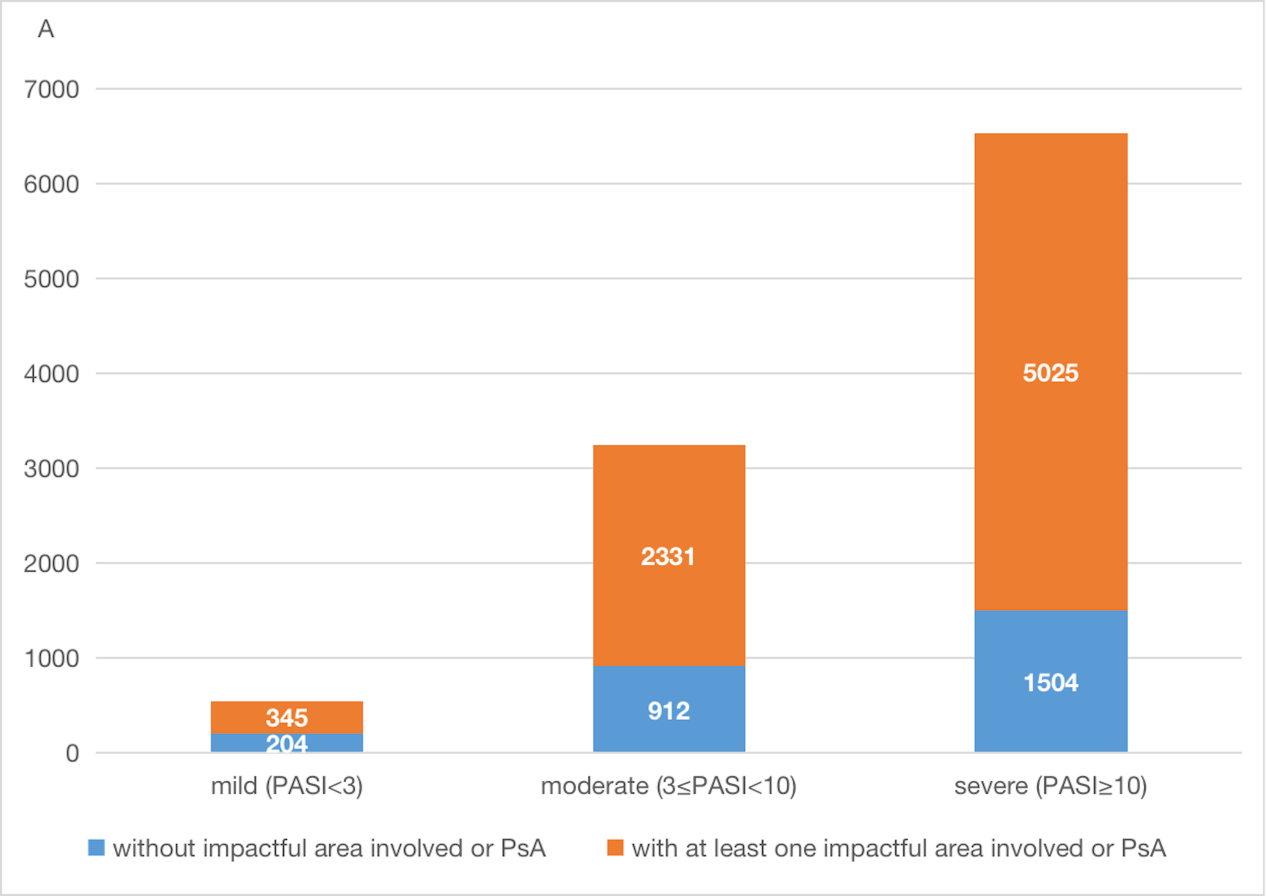 A
7000
6000
5000
4000
3000
2000
1000
0
345
204
2331
912
5025
1504
mild (PASI<3)
moderate (3≤PASI<10)
severe (PASI≥10)
without impactful area involved or PsA
with at least one impactful area involved or PsA